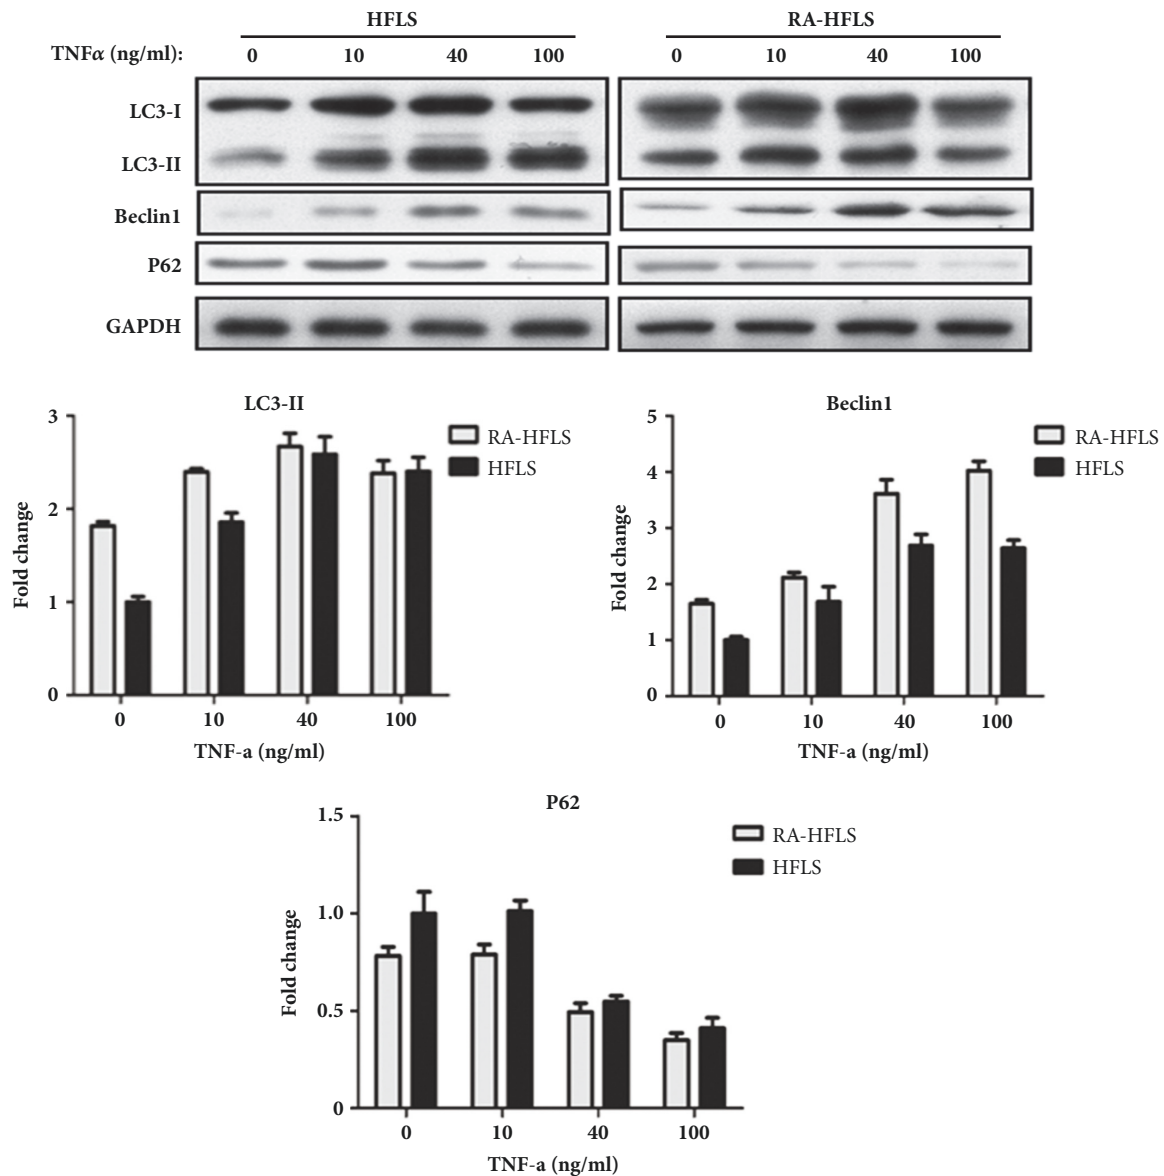 HFLS RA-HFLS
TNFα (ng/ml): 0 10 40 100 0 10 40 100
LC3-I
LC3-II
Beclin1
P62
GAPDH
LC3-II
3
2
1
0
Fold change
0 10 40 100
TNF-a (ng/ml)
RA-HFLS
HFLS
Beclin1
5
4
3
2
1
0
Fold change
0 10 40 100
TNF-a (ng/ml)
RA-HFLS
HFLS
P62
1.5
1.0
0.5
0
Fold change
0 10 40 100
TNF-a (ng/ml)
RA-HFLS
HFLS